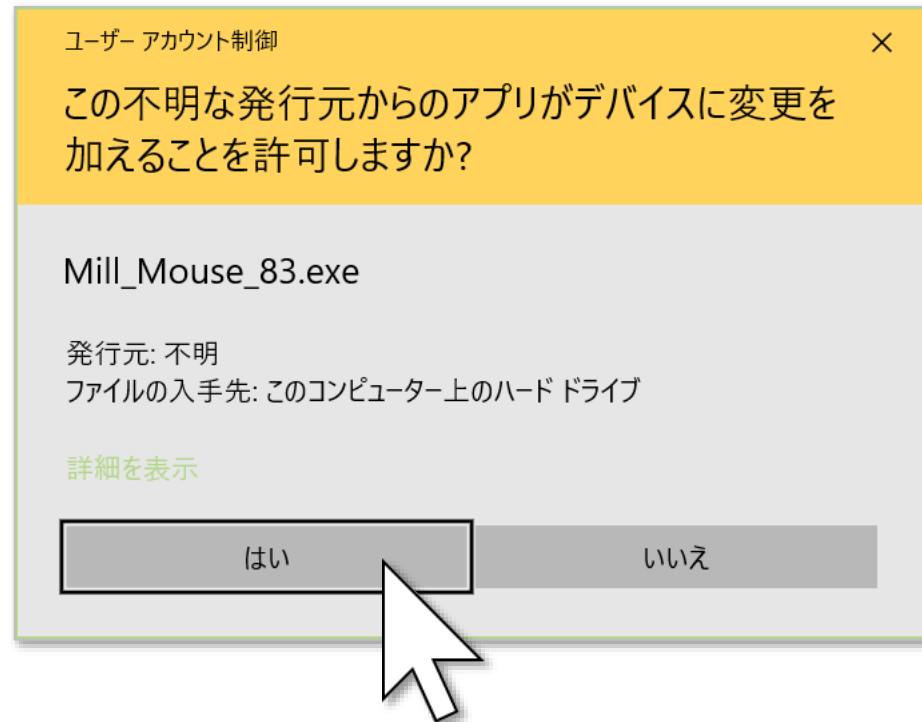 ユーザー アカウント制御
この不明な発行元からのアプリがデバイスに変更を
加えることを許可しますか?
Mill_Mouse_83.exe
発行元: 不明
ファイルの入手先: このコンピューター上のハード ドライブ
詳細を表示
はい
いいえ